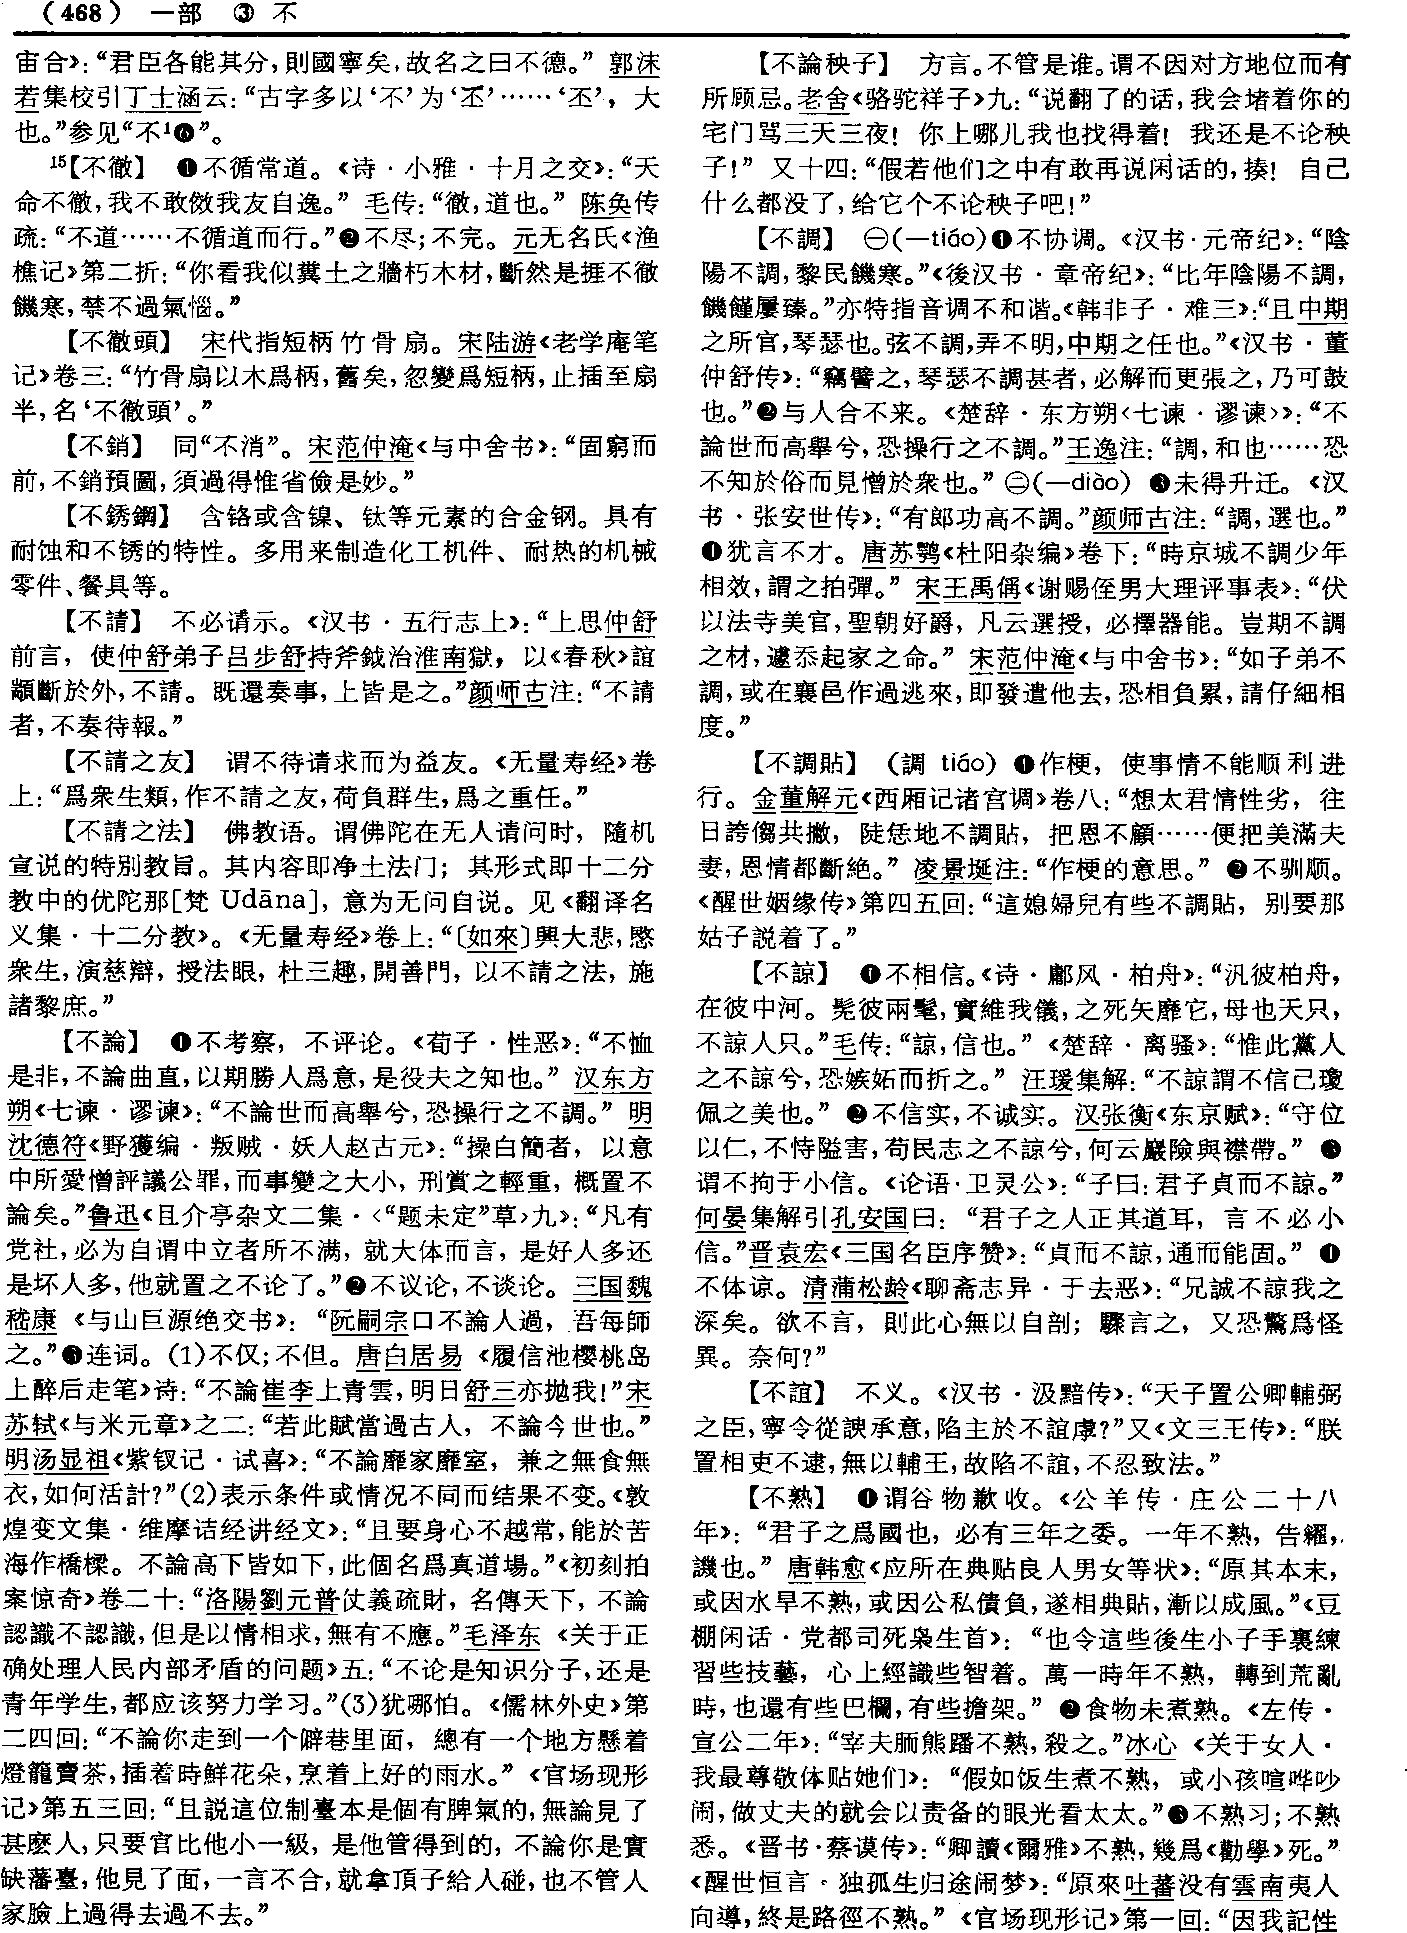 （468） 一部 ③ 不
宙合》：“君臣各能其分，則國寧矣，故名之曰不德。” 郭沫
若集校引丁士涵云：“古字多以‘不’为‘丕’……‘丕’，大
也。”参见“不¹❻”。
¹⁵【不徹】 ❶不循常道。《诗·小雅·十月之交》：“天
命不徹，我不敢傚我友自逸。” 毛传：“徹，道也。” 陈奂传
疏：“不道……不循道而行。”❷不尽；不完。元无名氏《渔
樵记》第二折：“你看我似糞土之牆朽木材，斷然是捱不徹
饑寒，禁不過氣惱。”
【不徹頭】 宋代指短柄竹骨扇。宋陆游《老学庵笔
记》卷三：“竹骨扇以木爲柄，舊矣，忽變爲短柄，止插至扇
半，名‘不徹頭’。”
【不銷】 同“不消”。宋范仲淹《与中舍书》：“固窮而
前，不銷預圖，須過得惟省儉是妙。”
【不銹鋼】 含铬或含镍、钛等元素的合金钢。具有
耐蚀和不锈的特性。多用来制造化工机件、耐热的机械
零件、餐具等。
【不請】 不必请示。《汉书·五行志上》：“上思仲舒
前言，使仲舒弟子吕步舒持斧鉞治淮南獄，以《春秋》誼
顓斷於外，不請。既還奏事，上皆是之。”颜师古注：“不請
者，不奏待報。”
【不請之友】 谓不待请求而为益友。《无量寿经》卷
上：“爲衆生類，作不請之友，荷負群生，爲之重任。”
【不請之法】 佛教语。谓佛陀在无人请问时，随机
宣说的特别教旨。其内容即净土法门；其形式即十二分
教中的优陀那[梵 Udāna]，意为无问自说。见《翻译名
义集·十二分教》。《无量寿经》卷上：“〔如來〕興大悲，愍
衆生，演慈辯，授法眼，杜三趣，開善門，以不請之法，施
諸黎庶。”
【不論】 ❶不考察，不评论。《荀子·性恶》：“不恤
是非，不論曲直，以期勝人爲意，是役夫之知也。” 汉东方
朔《七谏·谬谏》：“不論世而高舉兮，恐操行之不調。” 明
沈德符《野獲编·叛贼·妖人赵古元》：“操白簡者，以意
中所愛憎評議公罪，而事變之大小，刑賞之輕重，概置不
論矣。”鲁迅《且介亭杂文二集·〈“题未定”草〉九》：“凡有
党社，必为自谓中立者所不满，就大体而言，是好人多还
是坏人多，他就置之不论了。”❷不议论，不谈论。三国魏
嵇康《与山巨源绝交书》：“阮嗣宗口不論人過，吾每師
之。”❸连词。（1）不仅；不但。唐白居易《履信池樱桃岛
上醉后走笔》诗：“不論崔李上青雲，明日舒三亦拋我！”宋
苏轼《与米元章》之二：“若此賦當過古人，不論今世也。”
明汤显祖《紫钗记·试喜》：“不論靡家靡室，兼之無食無
衣，如何活計？”（2）表示条件或情况不同而结果不变。《敦
煌变文集·维摩诘经讲经文》：“且要身心不越常，能於苦
海作橋樑。不論高下皆如下，此個名爲真道場。”《初刻拍
案惊奇》卷二十：“洛陽劉元普仗義疏財，名傳天下，不論
認識不認識，但是以情相求，無有不應。”毛泽东《关于正
确处理人民内部矛盾的问题》五：“不论是知识分子，还是
青年学生，都应该努力学习。”（3）犹哪怕。《儒林外史》第
二四回：“不論你走到一个僻巷里面，總有一个地方懸着
燈籠賣茶，插着時鮮花朵，烹着上好的雨水。”《官场现形
记》第五三回：“且説這位制臺本是個有脾氣的，無論見了
甚麽人，只要官比他小一級，是他管得到的，不論你是實
缺藩臺，他見了面，一言不合，就拿頂子給人碰，也不管人
家臉上過得去過不去。”
【不論秧子】 方言。不管是谁。谓不因对方地位而有
所顾忌。老舍《骆驼祥子》九：“说翻了的话，我会堵着你的
宅门骂三天三夜！你上哪儿我也找得着！我还是不论秧
子！” 又十四：“假若他们之中有敢再说闲话的，揍！自己
什么都没了，给它个不论秧子吧！”
【不調】 ㊀（—tiáo）❶不协调。《汉书·元帝纪》：“陰
陽不調，黎民饑寒。”《後汉书·章帝纪》：“比年陰陽不調，
饑饉屢臻。”亦特指音调不和谐。《韩非子·难三》：“且中期
之所官，琴瑟也。弦不調，弄不明，中期之任也。”《汉书·董
仲舒传》：“竊譬之，琴瑟不調甚者，必解而更張之，乃可鼓
也。”❷与人合不来。《楚辞·东方朔〈七谏·谬谏〉》：“不
論世而高舉兮，恐操行之不調。”王逸注：“調，和也……恐
不知於俗而見憎於衆也。” ㊁（—diào） ❸未得升迁。《汉
书·张安世传》：“有郎功高不調。”颜师古注：“調，選也。”
❹犹言不才。唐苏鹗《杜阳杂编》卷下：“時京城不調少年
相效，謂之拍彈。” 宋王禹偁《谢赐侄男大理评事表》：“伏
以法寺美官，聖朝好爵，凡云選授，必擇器能。豈期不調
之材，遽忝起家之命。” 宋范仲淹《与中舍书》：“如子弟不
調，或在襄邑作過逃來，即發遣他去，恐相負累，請仔細相
度。”
【不調貼】 （調 tiáo） ❶作梗，使事情不能顺利进
行。金董解元《西厢记诸宫调》卷八：“想太君情性劣，往
日誇㑳共撇，陡恁地不調貼，把恩不顧……便把美滿夫
妻，恩情都斷絶。” 凌景埏注：“作梗的意思。” ❷不驯顺。
《醒世姻缘传》第四五回：“這媳婦兒有些不調貼，别要那
姑子説着了。”
【不諒】 ❶不相信。《诗·鄘风·柏舟》：“汎彼柏舟，
在彼中河。髧彼兩髦，實維我儀，之死矢靡它，母也天只，
不諒人只。”毛传：“諒，信也。”《楚辞·离骚》：“惟此黨人
之不諒兮，恐嫉妬而折之。” 汪瑗集解：“不諒謂不信己瓊
佩之美也。” ❷不信实，不诚实。汉张衡《东京赋》：“守位
以仁，不恃隘害，苟民志之不諒兮，何云巖險與襟帶。” ❸
谓不拘于小信。《论语·卫灵公》：“子曰：君子貞而不諒。”
何晏集解引孔安国曰：“君子之人正其道耳，言不必小
信。”晋袁宏《三国名臣序赞》：“貞而不諒，通而能固。” ❹
不体谅。清蒲松龄《聊斋志异·于去恶》：“兄誠不諒我之
深矣。欲不言，則此心無以自剖；驟言之，又恐驚爲怪
異。奈何？”
【不誼】 不义。《汉书·汲黯传》：“天子置公卿輔弼
之臣，寧令從諛承意，陷主於不誼虖？”又《文三王传》：“朕
置相吏不逮，無以輔王，故陷不誼，不忍致法。”
【不熟】 ❶谓谷物歉收。《公羊传·庄公二十八
年》：“君子之爲國也，必有三年之委。一年不熟，告糴，
譏也。” 唐韩愈《应所在典贴良人男女等状》：“原其本末，
或因水旱不熟，或因公私債負，遂相典貼，漸以成風。”《豆
棚闲话·党都司死枭生首》：“也令這些後生小子手裏練
習些技藝，心上經識些智着。萬一時年不熟，轉到荒亂
時，也還有些巴欄，有些擔架。” ❷食物未煮熟。《左传·
宣公二年》：“宰夫胹熊蹯不熟，殺之。”冰心《关于女人·
我最尊敬体贴她们》：“假如饭生煮不熟，或小孩喧哗吵
闹，做丈夫的就会以责备的眼光看太太。”❸不熟习；不熟
悉。《晋书·蔡谟传》：“卿讀《爾雅》不熟，幾爲《勸學》死。”
《醒世恒言·独孤生归途闹梦》：“原來吐蕃没有雲南夷人
向導，終是路徑不熟。”《官场现形记》第一回：“因我記性